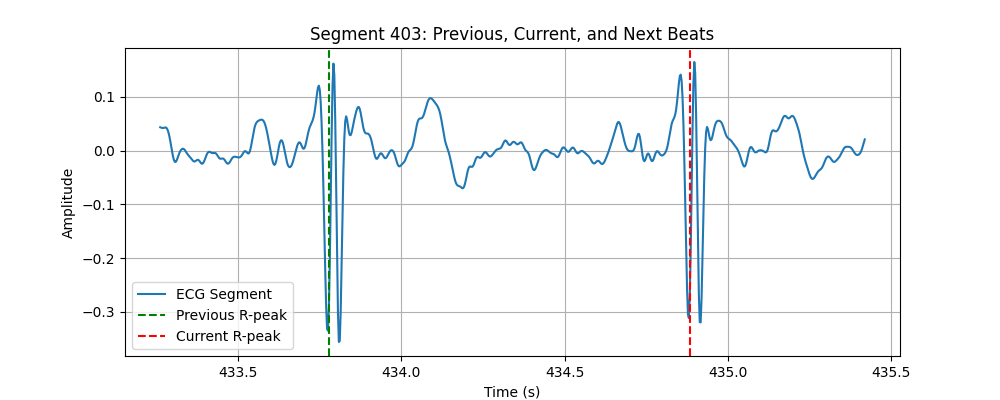 Segment 403: Previous, Current, and Next Beats
Amplitude
0.1
0.0
−0.1
−0.2
−0.3
ECG Segment
Previous R-peak
Current R-peak
433.5 434.0 434.5 435.0 435.5
Time (s)